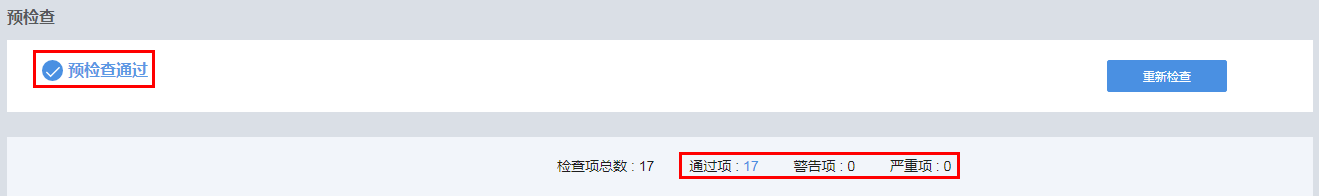 预检查
预检查通过
重新检查
检查项总数 : 17 通过项 : 17 警告项 : 0 严重项 : 0